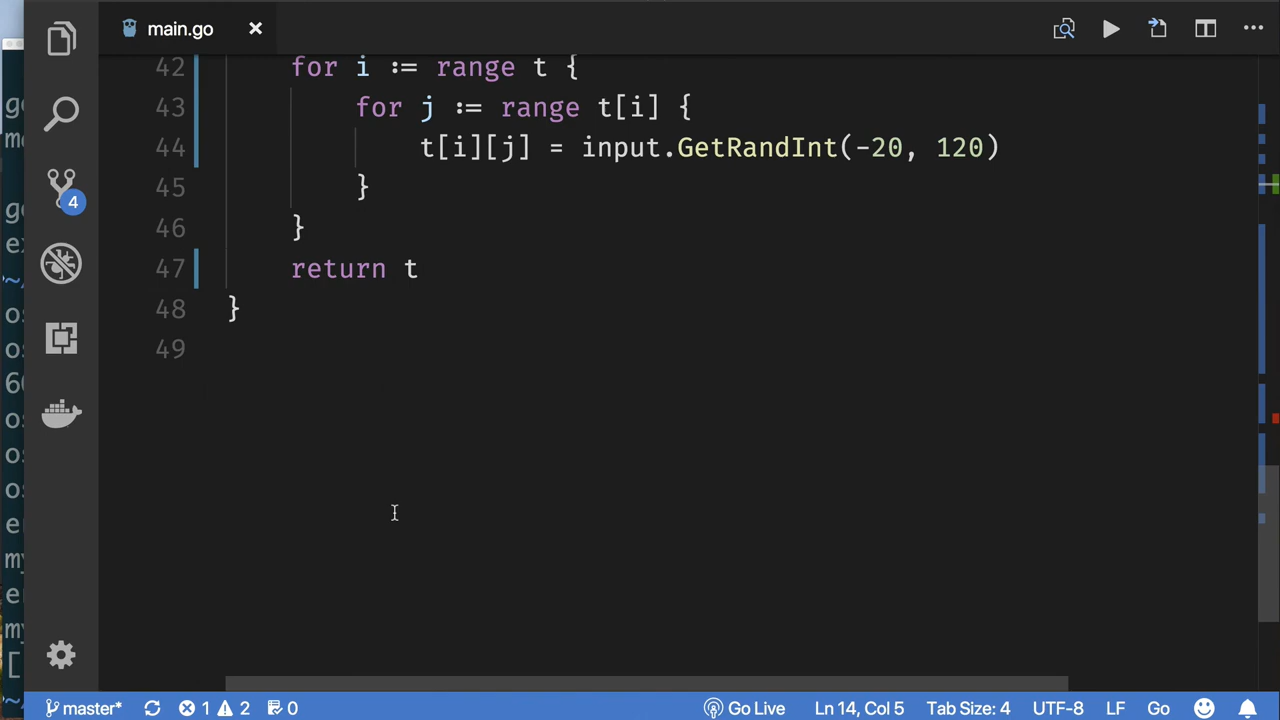 main.go
42 for i := range t {
43 for j := range t[i] {
44 t[i][j] = input.GetRandInt(-20, 120)
45 }
46 }
47 return t
48 }
49
4
master* 1 2 0 Go Live Ln 14, Col 5 Tab Size: 4 UTF-8 LF Go